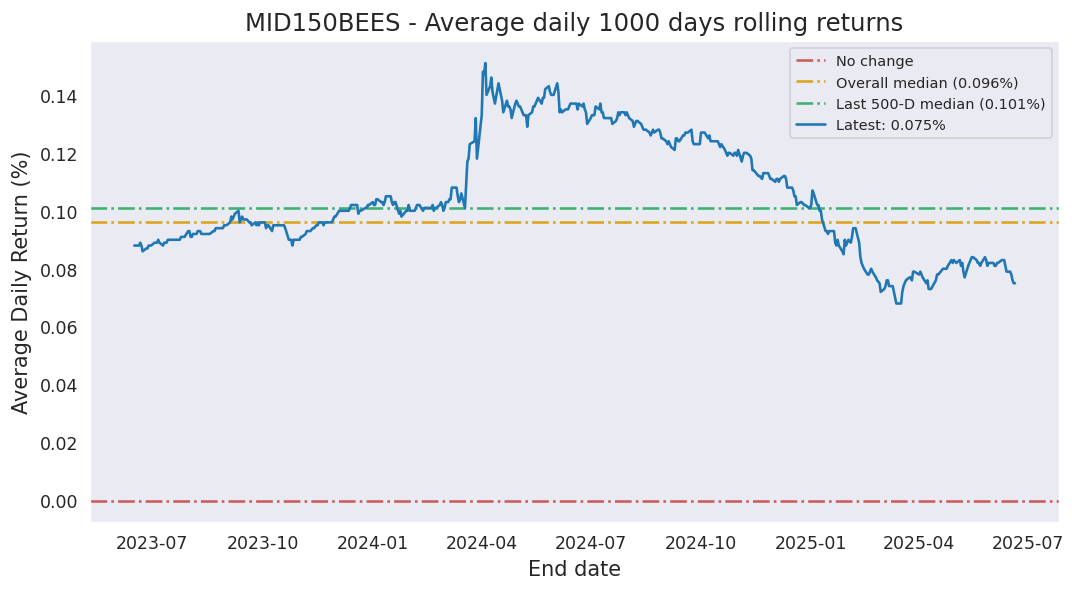 MID150BEES - Average daily 1000 days rolling returns
No change
Overall median (0.096%)
Last 500-D median (0.101%)
Latest: 0.075%
Average Daily Return (%)
0.14
0.12
0.10
0.08
0.06
0.04
0.02
0.00
2023-07 2023-10 2024-01 2024-04 2024-07 2024-10 2025-01 2025-04 2025-07
End date